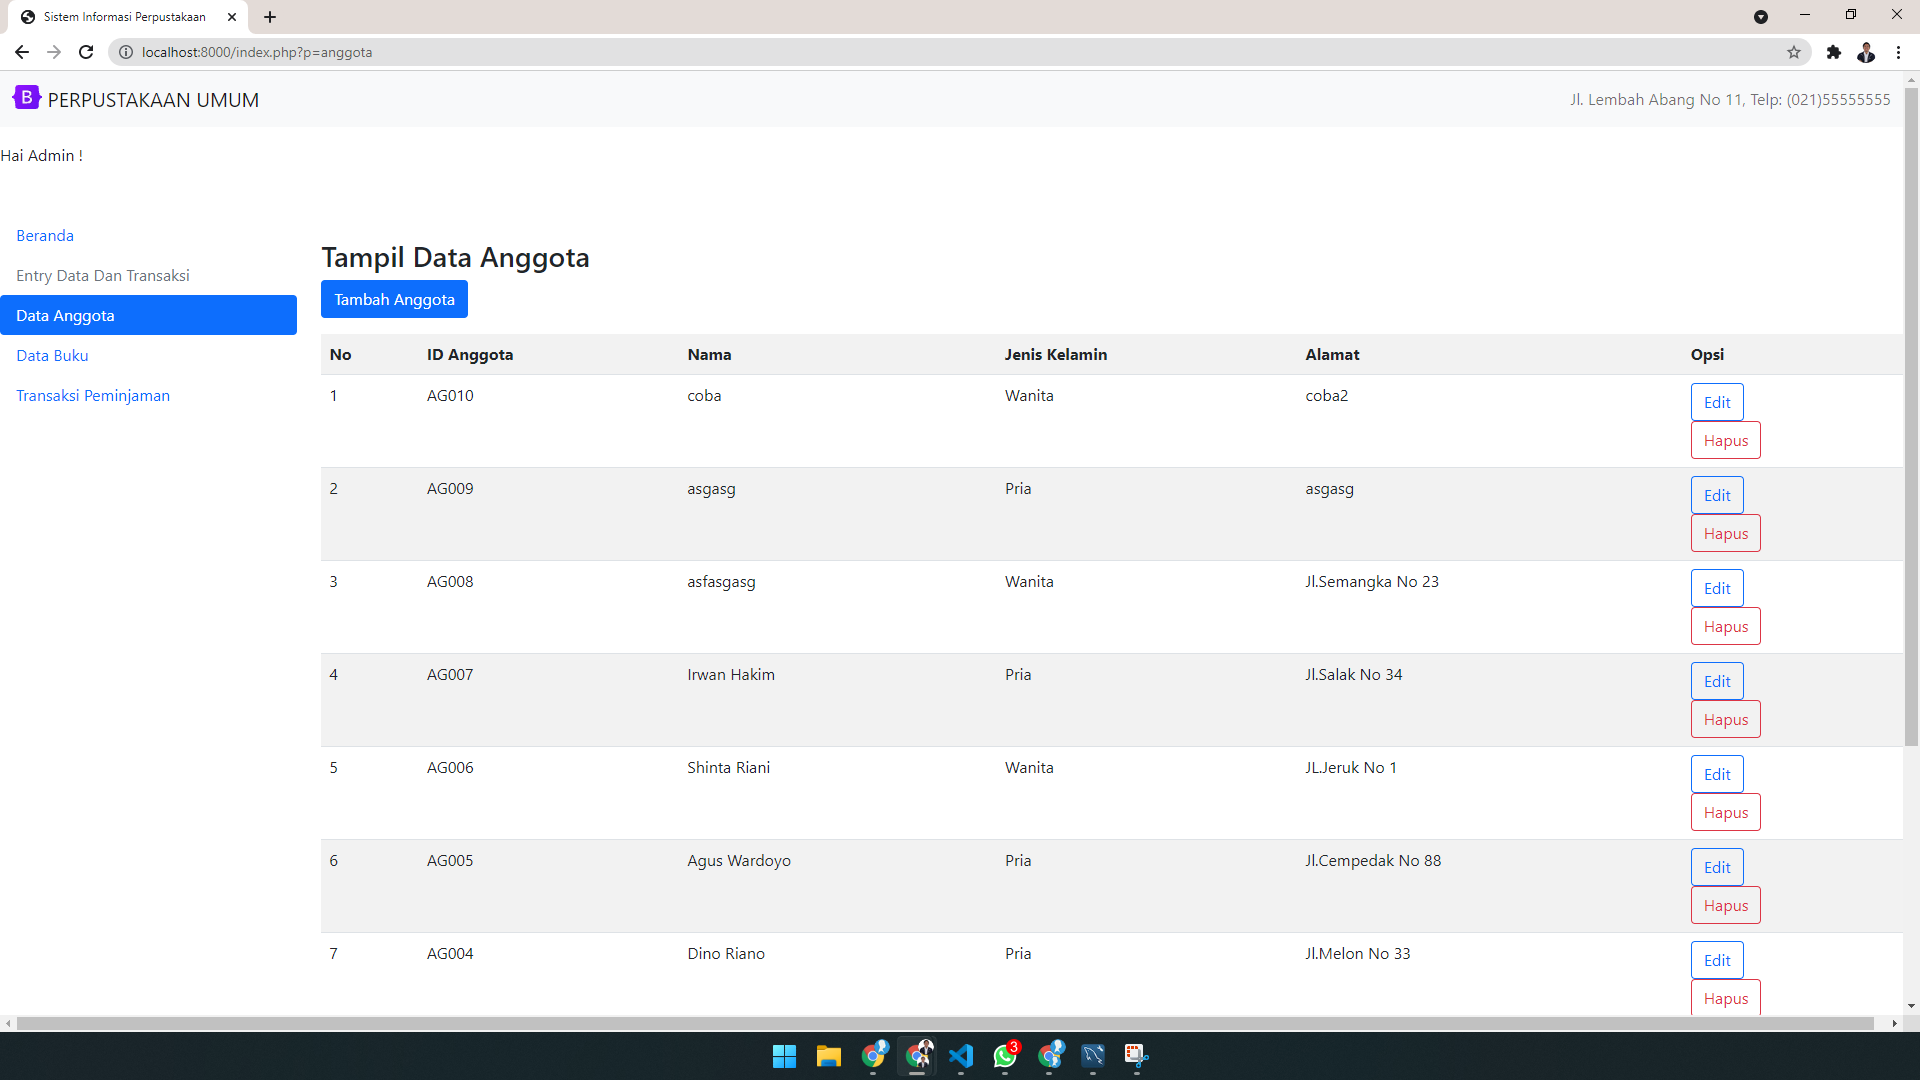 Sistem Informasi Perpustakaan
localhost:8000/index.php?p=anggota
B PERPUSTAKAAN UMUM
Jl. Lembah Abang No 11, Telp: (021)55555555
Hai Admin !
Beranda
Entry Data Dan Transaksi
Data Anggota
Data Buku
Transaksi Peminjaman
Tampil Data Anggota
Tambah Anggota
No ID Anggota Nama Jenis Kelamin Alamat Opsi
1 AG010 coba Wanita coba2 Edit
Hapus
2 AG009 asgasg Pria asgasg Edit
Hapus
3 AG008 asfasgasg Wanita Jl.Semangka No 23 Edit
Hapus
4 AG007 Irwan Hakim Pria Jl.Salak No 34 Edit
Hapus
5 AG006 Shinta Riani Wanita JL.Jeruk No 1 Edit
Hapus
6 AG005 Agus Wardoyo Pria Jl.Cempedak No 88 Edit
Hapus
7 AG004 Dino Riano Pria Jl.Melon No 33 Edit
Hapus
3